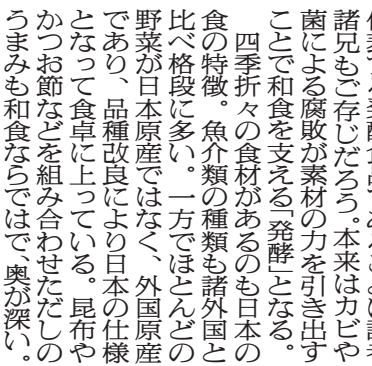 諸兄もご存じだろう。本来はカビや
菌による腐敗が素材の力を引き出す
ことで和食を支える「発酵」となる。
四季折々の食材があるのも日本の
食の特徴。魚介類の種類も諸外国と
比べ格段に多い。一方でほとんどの
野菜が日本原産ではなく、外国原産
であり、品種改良により日本の仕様
となって食卓に上っている。昆布や
かつお節などを組み合わせただしの
うまみも和食ならではで、奥が深い。